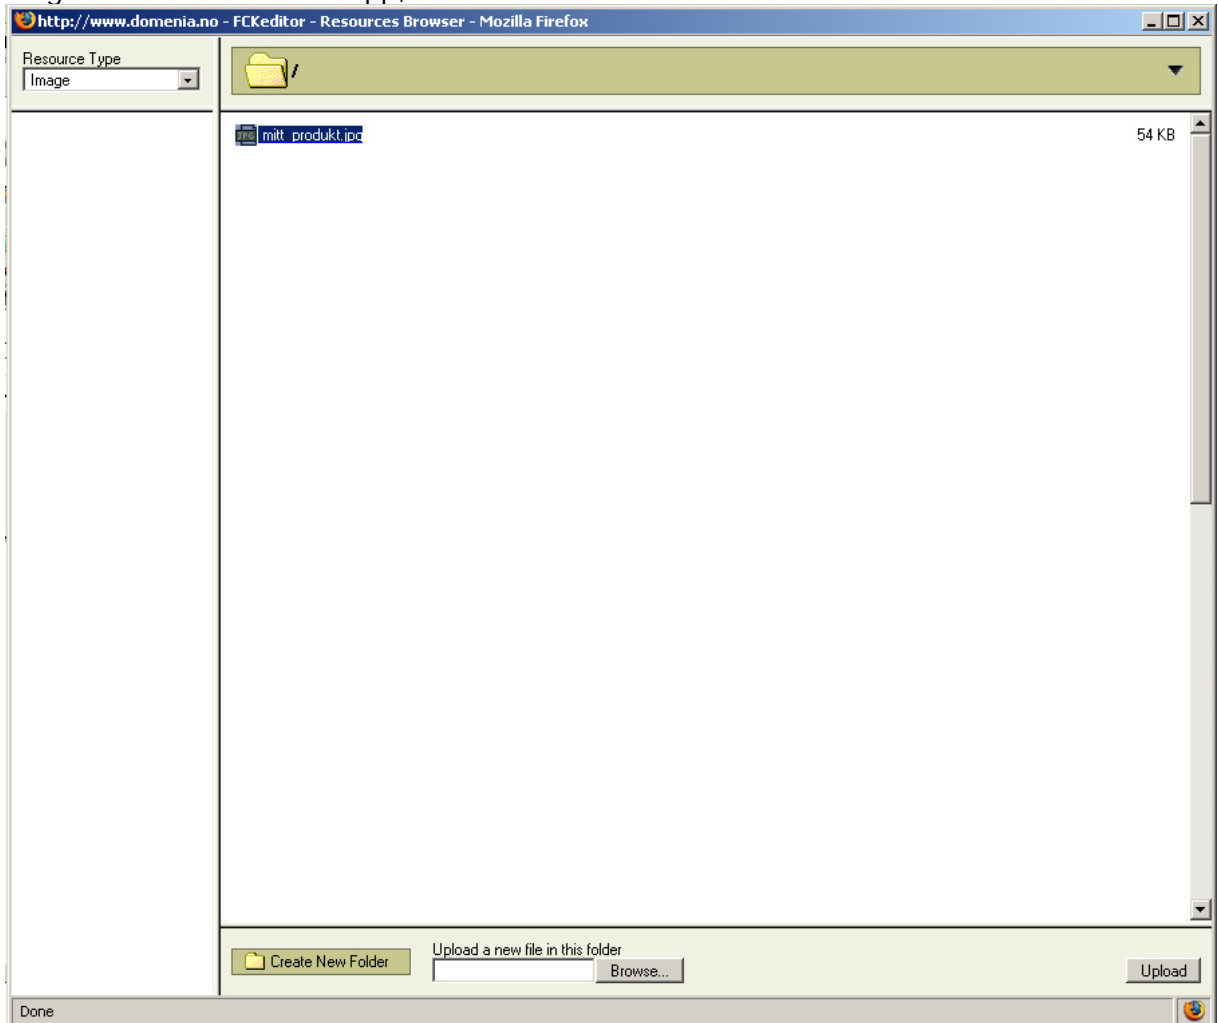 http://www.domenia.no - FCKeditor - Resources Browser - Mozilla Firefox
Resource Type
Image
/
mitt_produkt.jpg 54 KB
Create New Folder
Upload a new file in this folder
Browse...
Upload
Done